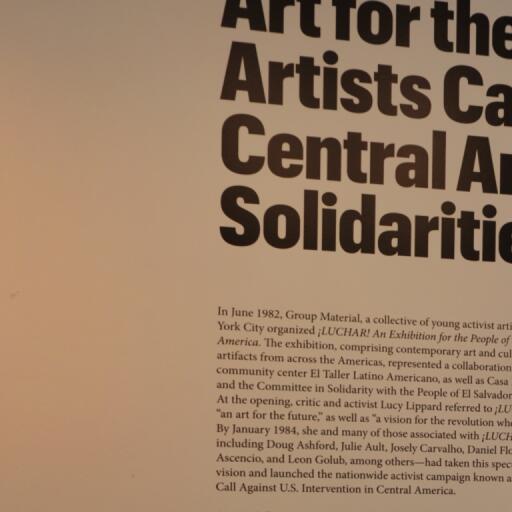 Art for the
Artists Ca
Central A
Solidaritie
In June 1982, Group Material, a collective of young activist arti
York City organized ¡LUCHAR! An Exhibition for the People of
America. The exhibition, comprising contemporary art and cul
artifacts from across the Americas, represented a collaboration
community center El Taller Latino Americano, as well as Casa
and the Committee in Solidarity with the People of El Salvador
At the opening, critic and activist Lucy Lippard referred to ¡LU
“an art for the future,” as well as “a vision for the revolution wh
By January 1984, she and many of those associated with ¡LUCH
including Doug Ashford, Julie Ault, Josely Carvalho, Daniel Flo
Ascencio, and Leon Golub, among others—had taken this spec
vision and launched the nationwide activist campaign known a
Call Against U.S. Intervention in Central America.